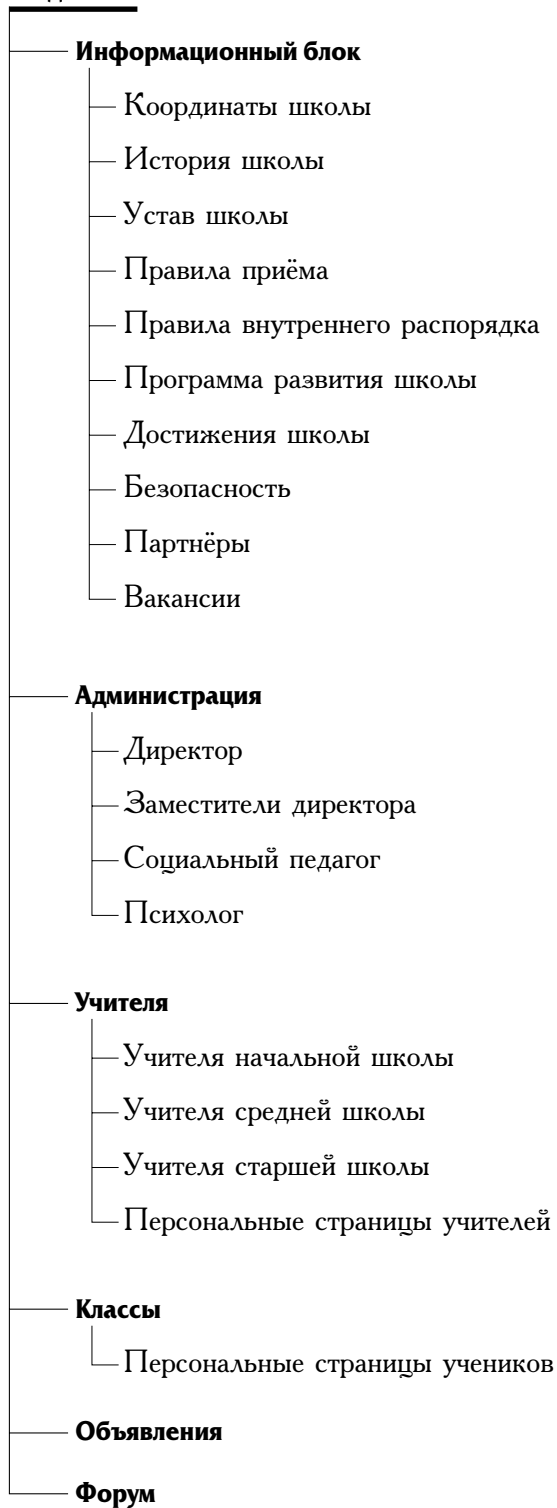 Информационный блок
Координаты школы
История школы
Устав школы
Правила приёма
Правила внутреннего распорядка
Программа развития школы
Достижения школы
Безопасность
Партнёры
Вакансии
Администрация
Директор
Заместители директора
Социальный педагог
Психолог
Учителя
Учителя начальной школы
Учителя средней школы
Учителя старшей школы
Персональные страницы учителей
Классы
Персональные страницы учеников
Объявления
Форум